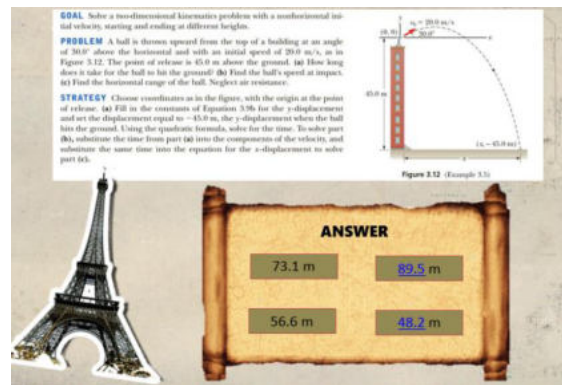 GOAL Solve a two-dimensional kinematics problem with a nonhorizontal ini-
tial velocity, starting and ending at different heights.
PROBLEM A ball is thrown upward from the top of a building at an angle
of 30.0° above the horizontal and with an initial speed of 20.0 m/s, as in
Figure 3.12. The point of release is 45.0 m above the ground. (a) How long
does it take for the ball to hit the ground? (b) Find the ball's speed at impact.
(c) Find the horizontal range of the ball. Neglect air resistance.
STRATEGY Choose coordinates as in the figure, with the origin at the point
of release. (a) Fill in the constants of Equation 3.9b for the y-displacement
and set the displacement equal to −45.0 m, the y-displacement when the ball
hits the ground. Using the quadratic formula, solve for the time. To solve part
(b), substitute the time from part (a) into the components of the velocity, and
substitute the same time into the equation for the x-displacement to solve
part (c).
y
v₀ = 20.0 m/s
(0, 0)
30.0°
x
45.0 m
(x, −45.0 m)
x
Figure 3.12 (Example 3.5)
ANSWER
73.1 m
89.5 m
56.6 m
48.2 m